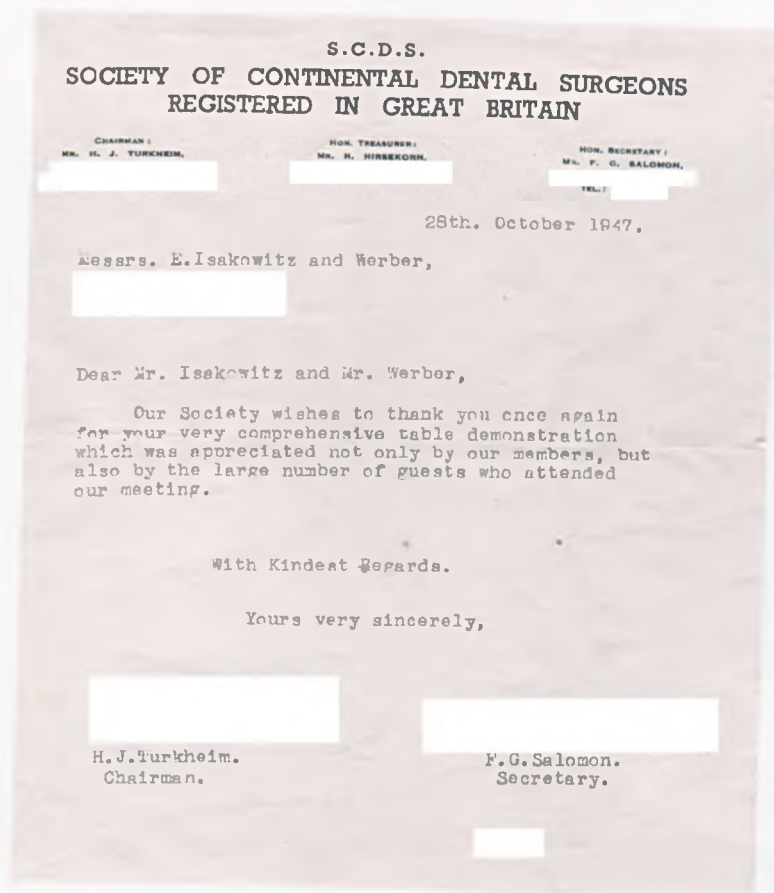 S.C.D.S.
SOCIETY OF CONTINENTAL DENTAL SURGEONS
REGISTERED IN GREAT BRITAIN
CHAIRMAN:
MR. H. J. TURKHEIM,
HON. TREASURER:
MR. H. HIRSEKORN.
HON. SECRETARY:
MR. F. G. SALOMON,
TEL.:
28th. October 1947.
Messrs. E.Isakowitz and Werber,
Dear Mr. Isakowitz and Mr. Werber,
Our Society wishes to thank you once again
for your very comprehensive table demonstration
which was appreciated not only by our members, but
also by the large number of guests who attended
our meeting.
With Kindest Regards.
Yours very sincerely,
H.J.Turkheim.
Chairman.
F.G.Salomon.
Secretary.